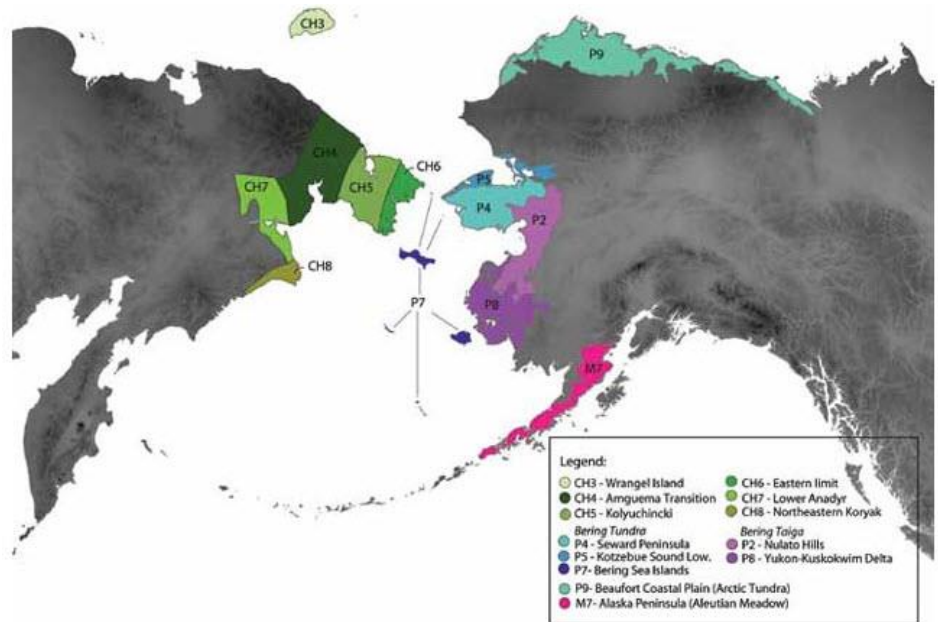 CH3
P9
CH4
CH6
CH7
CH5
P5
P4
P2
CH8
P7
P8
M7
Legend:
CH3 - Wrangel Island
CH4 - Amguema Transition
CH5 - Kolyuchincki
Bering Tundra
P4 - Seward Peninsula
P5 - Kotzebue Sound Low.
P7- Bering Sea Islands
CH6 - Eastern limit
CH7 - Lower Anadyr
CH8 - Northeastern Koryak
Bering Taiga
P2 - Nulato Hills
P8 - Yukon-Kuskokwim Delta
P9- Beaufort Coastal Plain (Arctic Tundra)
M7- Alaska Peninsula (Aleutian Meadow)